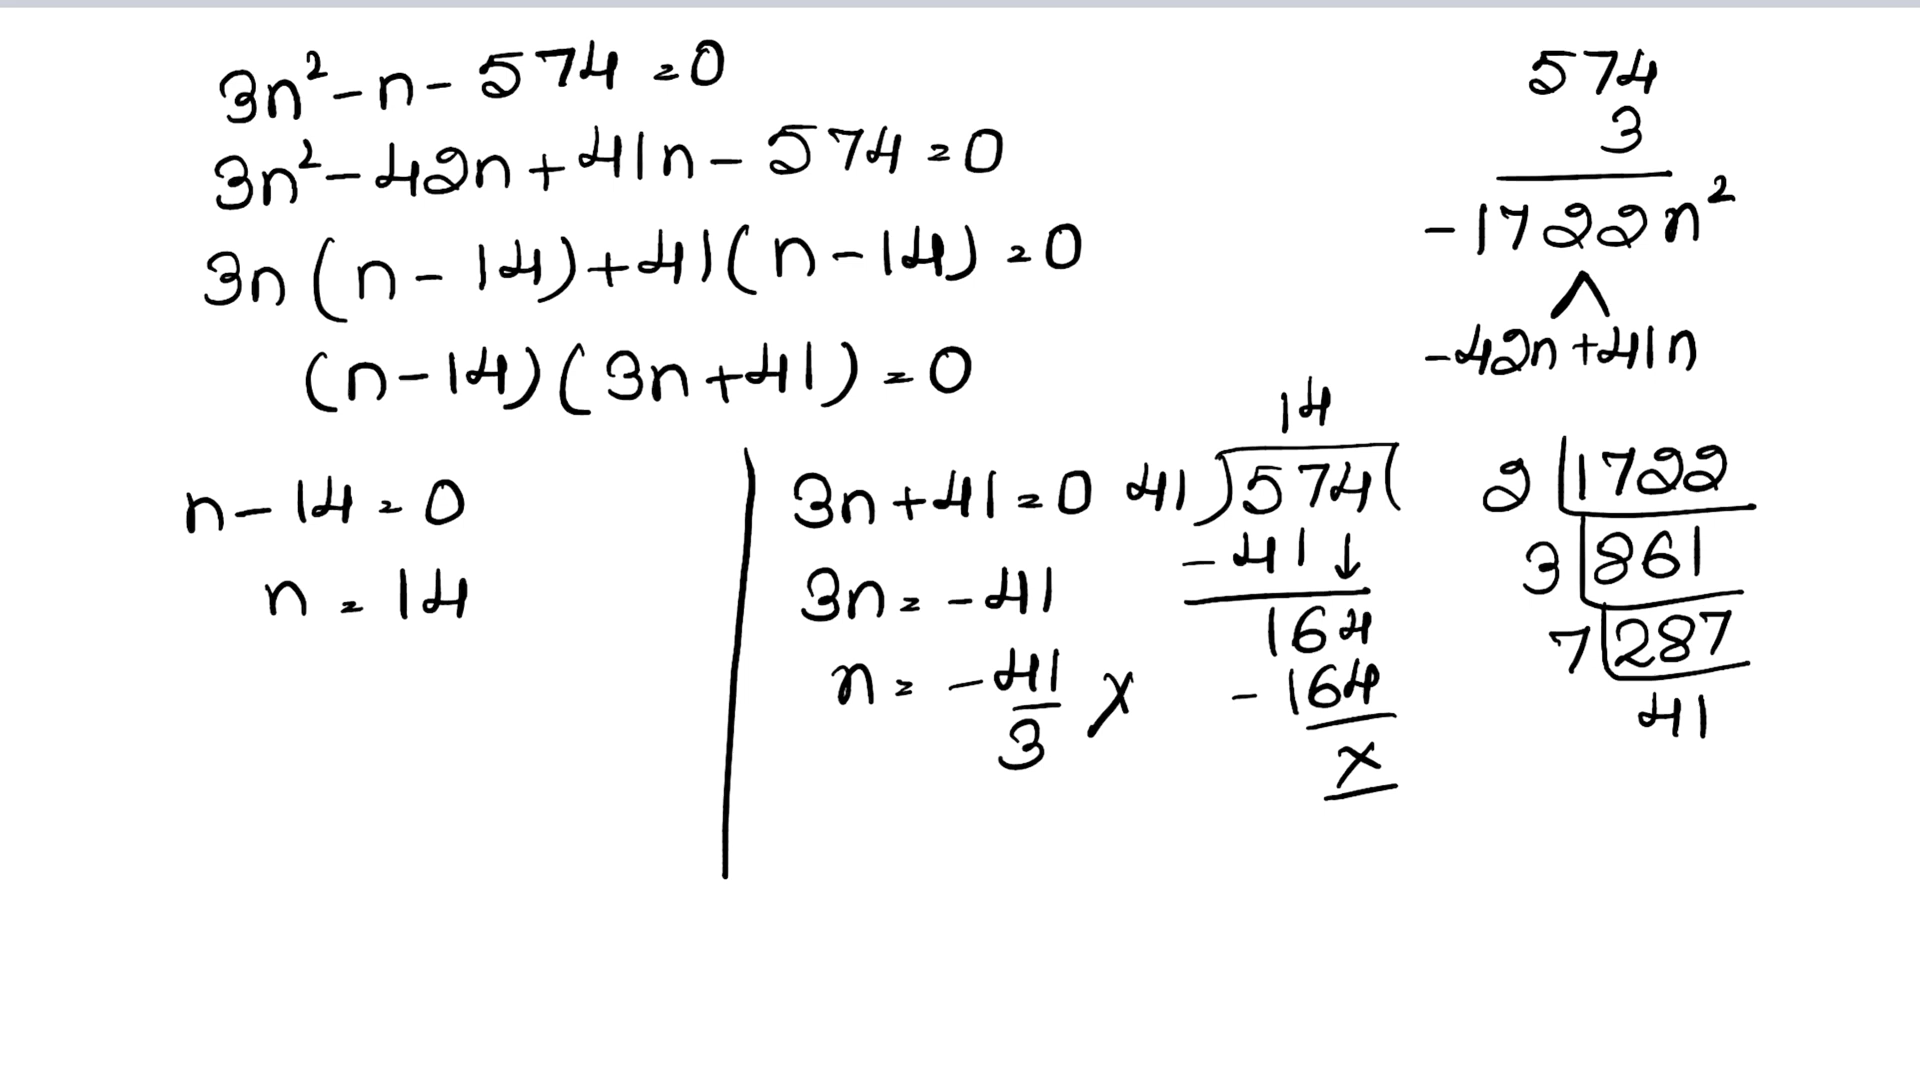 3n²-n-574=0
3n²-42n+41n-574=0
3n(n-14)+41(n-14)=0
(n-14)(3n+41)=0
n-14=0
n=14
3n+41=0
3n=-41
n=-41/3 x
574
3
-1722n²
^
-42n+41n
14
41)574(
-41↓
164
-164
x
2|1722
3|861
7|287
41